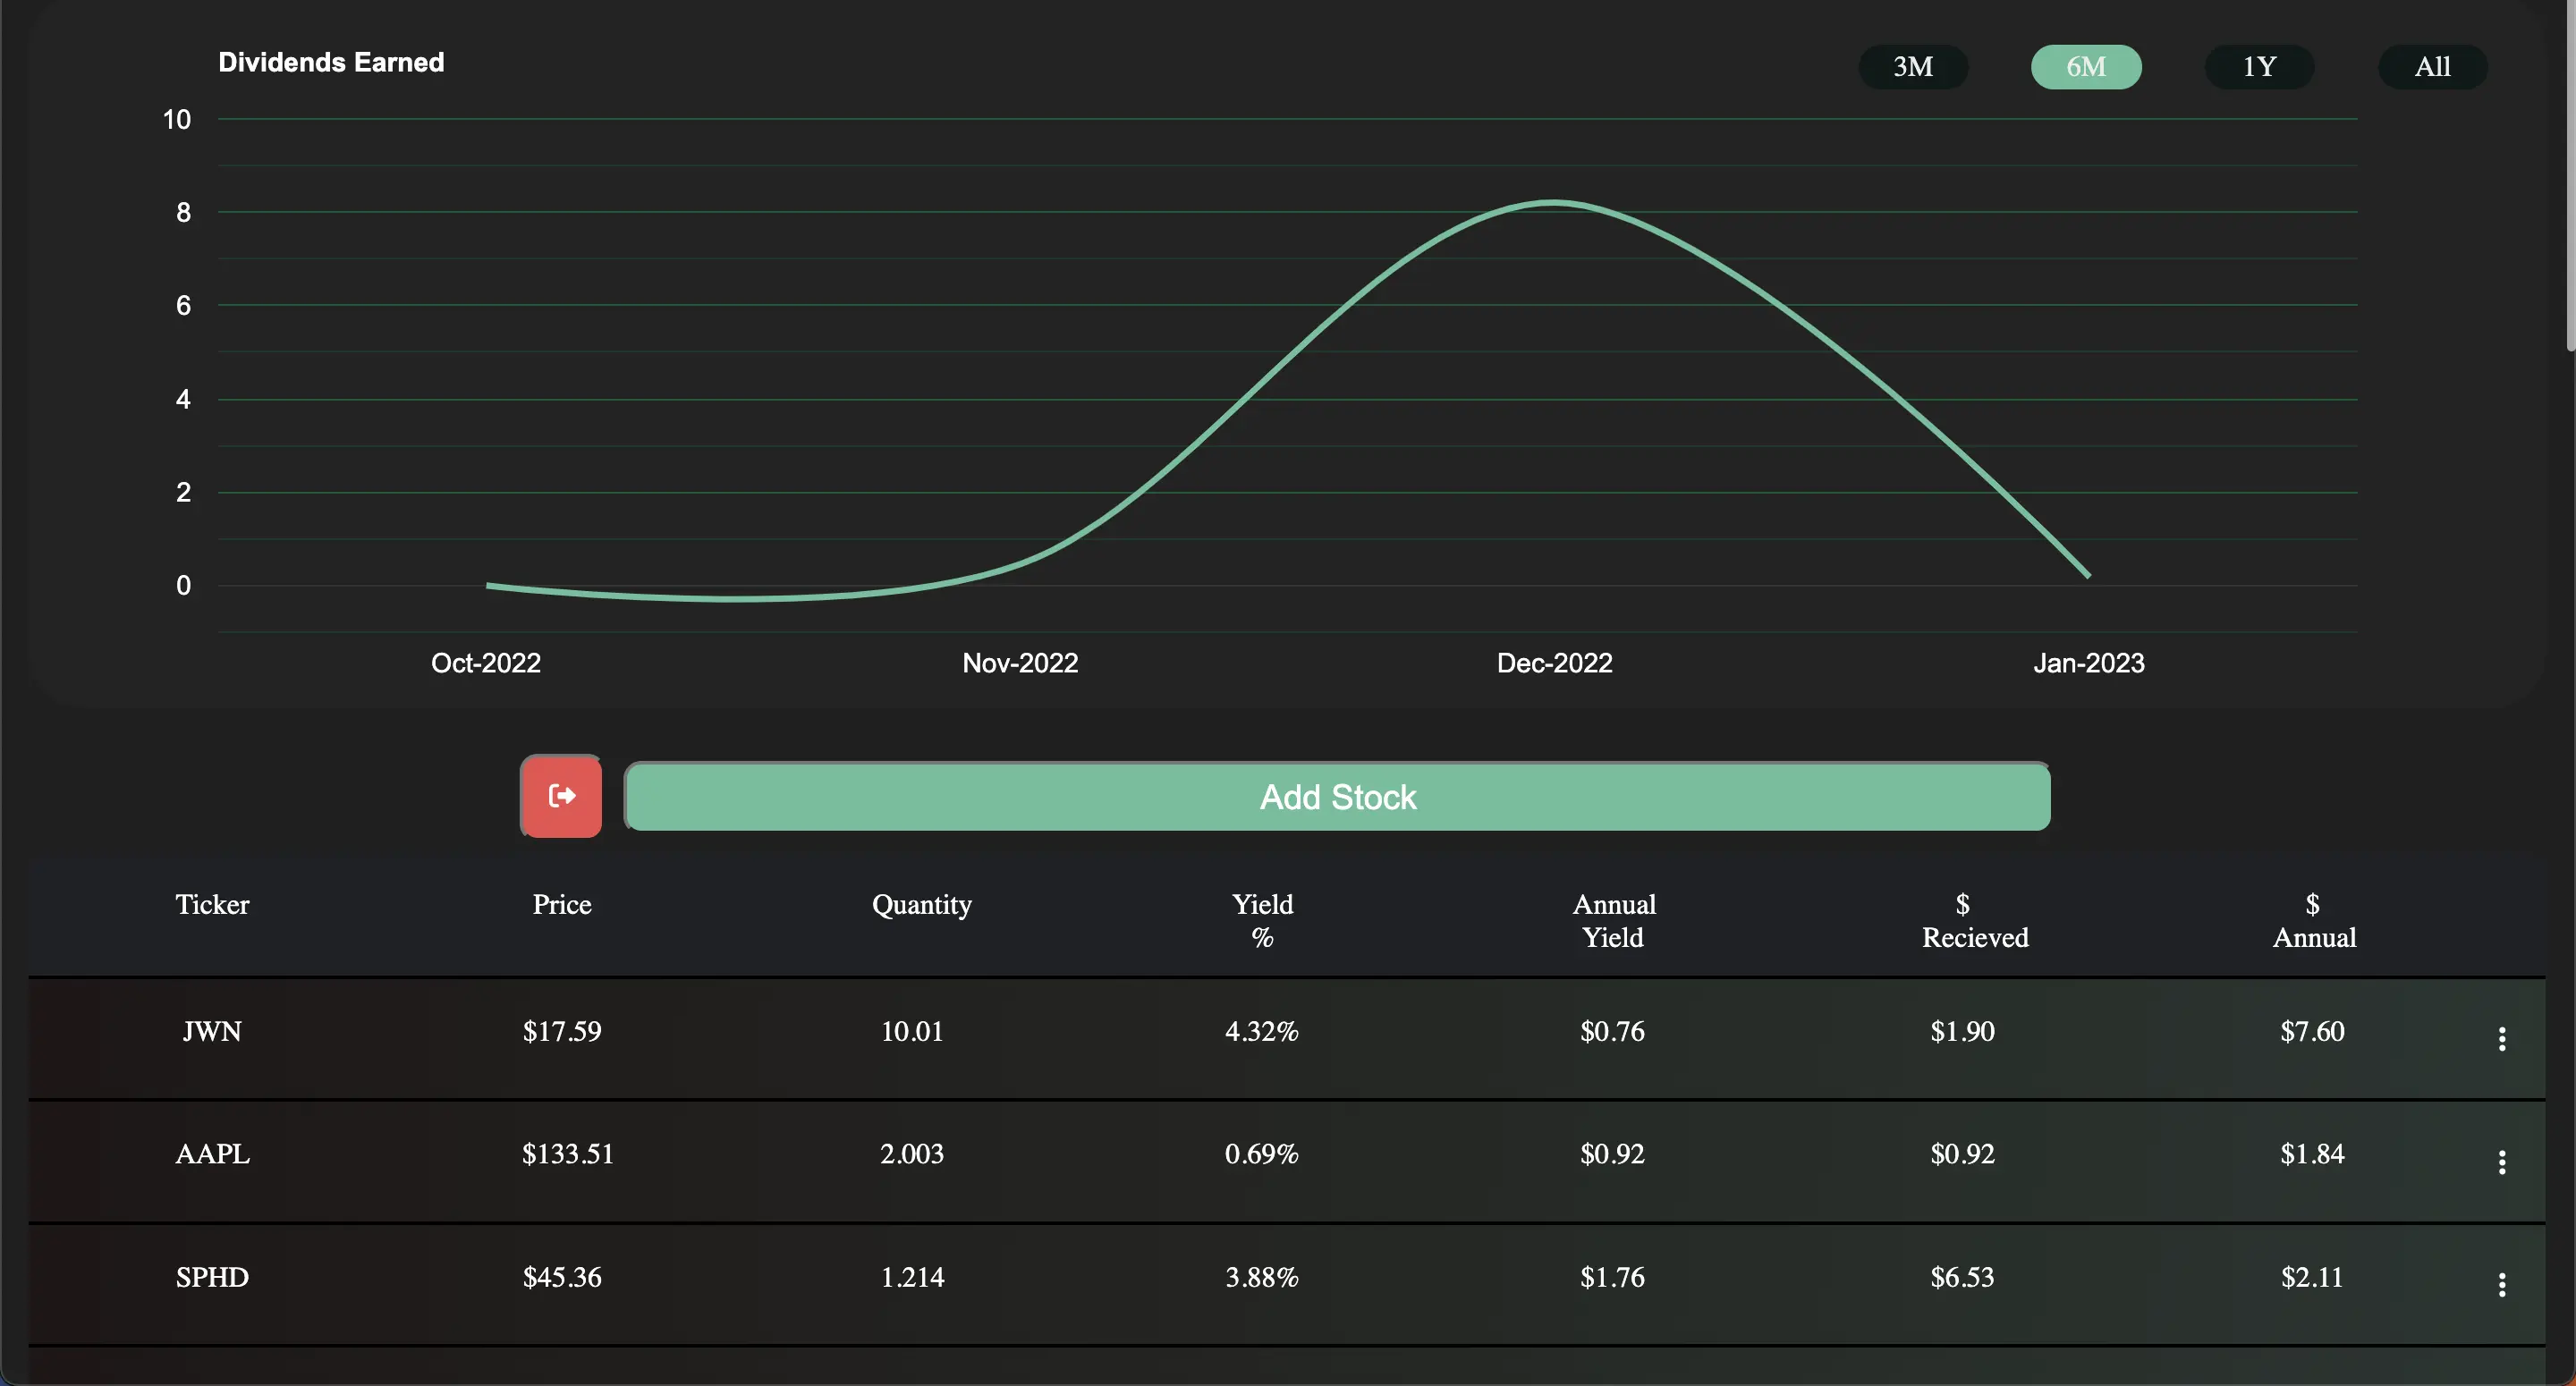 Dividends Earned
3M 6M 1Y All
10
8
6
4
2
0
Oct-2022 Nov-2022 Dec-2022 Jan-2023
Add Stock
Ticker Price Quantity Yield % Annual Yield $ Recieved $ Annual
JWN $17.59 10.01 4.32% $0.76 $1.90 $7.60
AAPL $133.51 2.003 0.69% $0.92 $0.92 $1.84
SPHD $45.36 1.214 3.88% $1.76 $6.53 $2.11